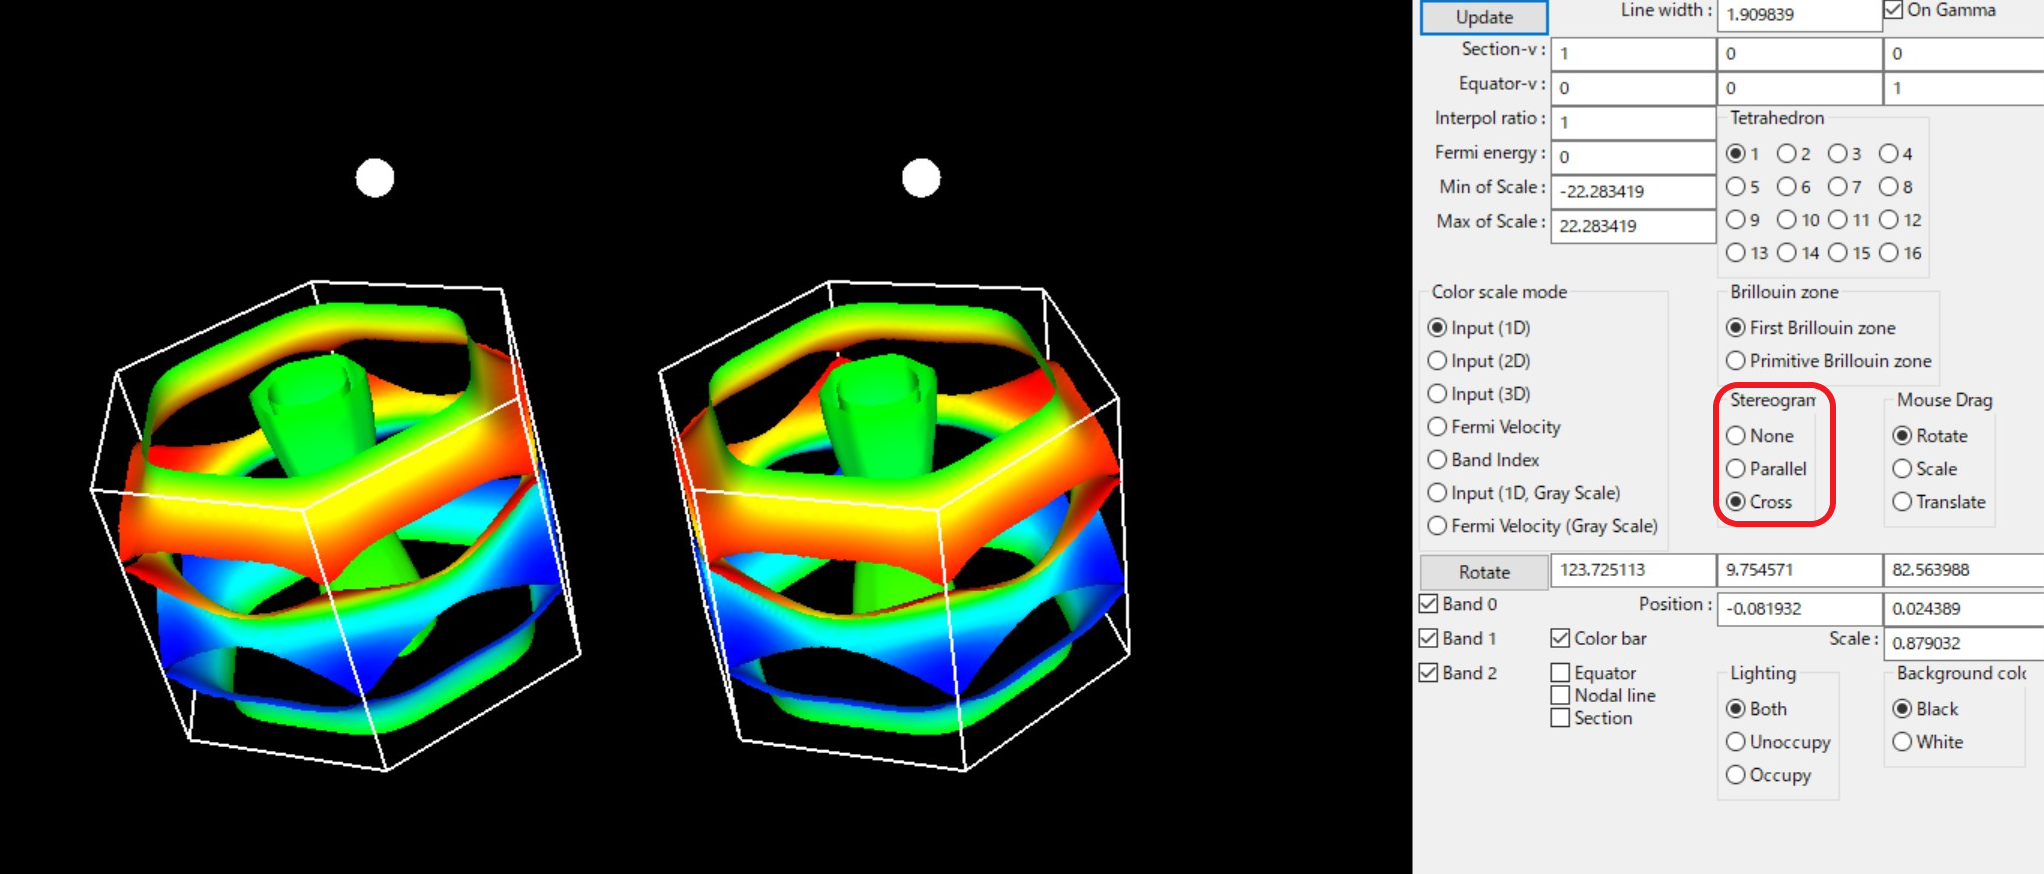 Update Line width : 1.909839 On Gamma
Section-v : 1 0 0
Equator-v : 0 0 1
Interpol ratio : 1 Tetrahedron
Fermi energy : 0 1 2 3 4
Min of Scale : -22.283419 5 6 7 8
Max of Scale : 22.283419 9 10 11 12
13 14 15 16
Color scale mode Brillouin zone
Input (1D) First Brillouin zone
Input (2D) Primitive Brillouin zone
Input (3D) Stereogram Mouse Drag
Fermi Velocity None Rotate
Band Index Parallel Scale
Input (1D, Gray Scale) Cross Translate
Fermi Velocity (Gray Scale)
Rotate 123.725113 9.754571 82.563988
Band 0 Position : -0.081932 0.024389
Band 1 Color bar Scale : 0.879032
Band 2 Equator Lighting Background colo
Nodal line Both Black
Section Unoccupy White
Occupy